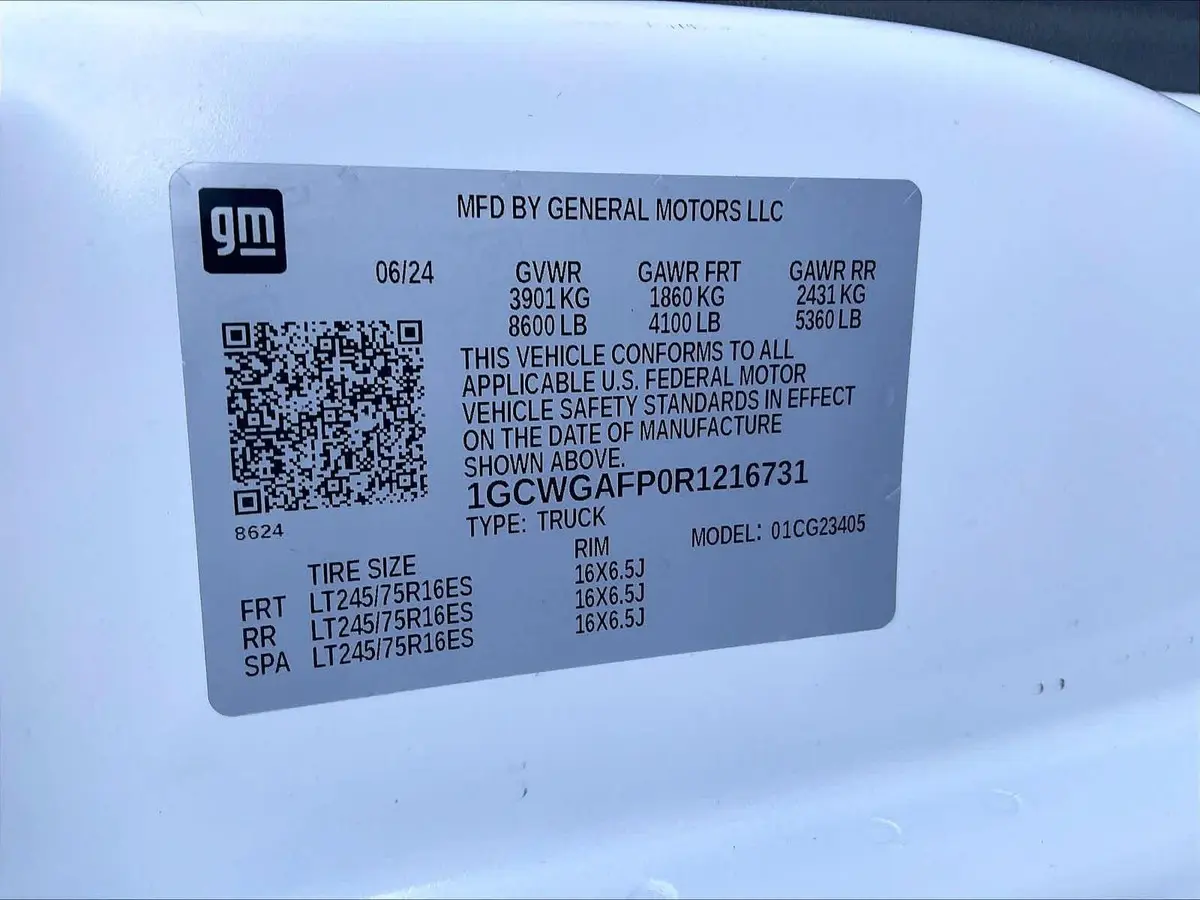 gm
MFD BY GENERAL MOTORS LLC
06/24 GVWR GAWR FRT GAWR RR
3901 KG 1860 KG 2431 KG
8600 LB 4100 LB 5360 LB
THIS VEHICLE CONFORMS TO ALL
APPLICABLE U.S. FEDERAL MOTOR
VEHICLE SAFETY STANDARDS IN EFFECT
ON THE DATE OF MANUFACTURE
SHOWN ABOVE.
1GCWGAFP0R1216731
8624
TYPE: TRUCK MODEL: 01CG23405
TIRE SIZE RIM
FRT LT245/75R16ES 16X6.5J
RR LT245/75R16ES 16X6.5J
SPA LT245/75R16ES 16X6.5J